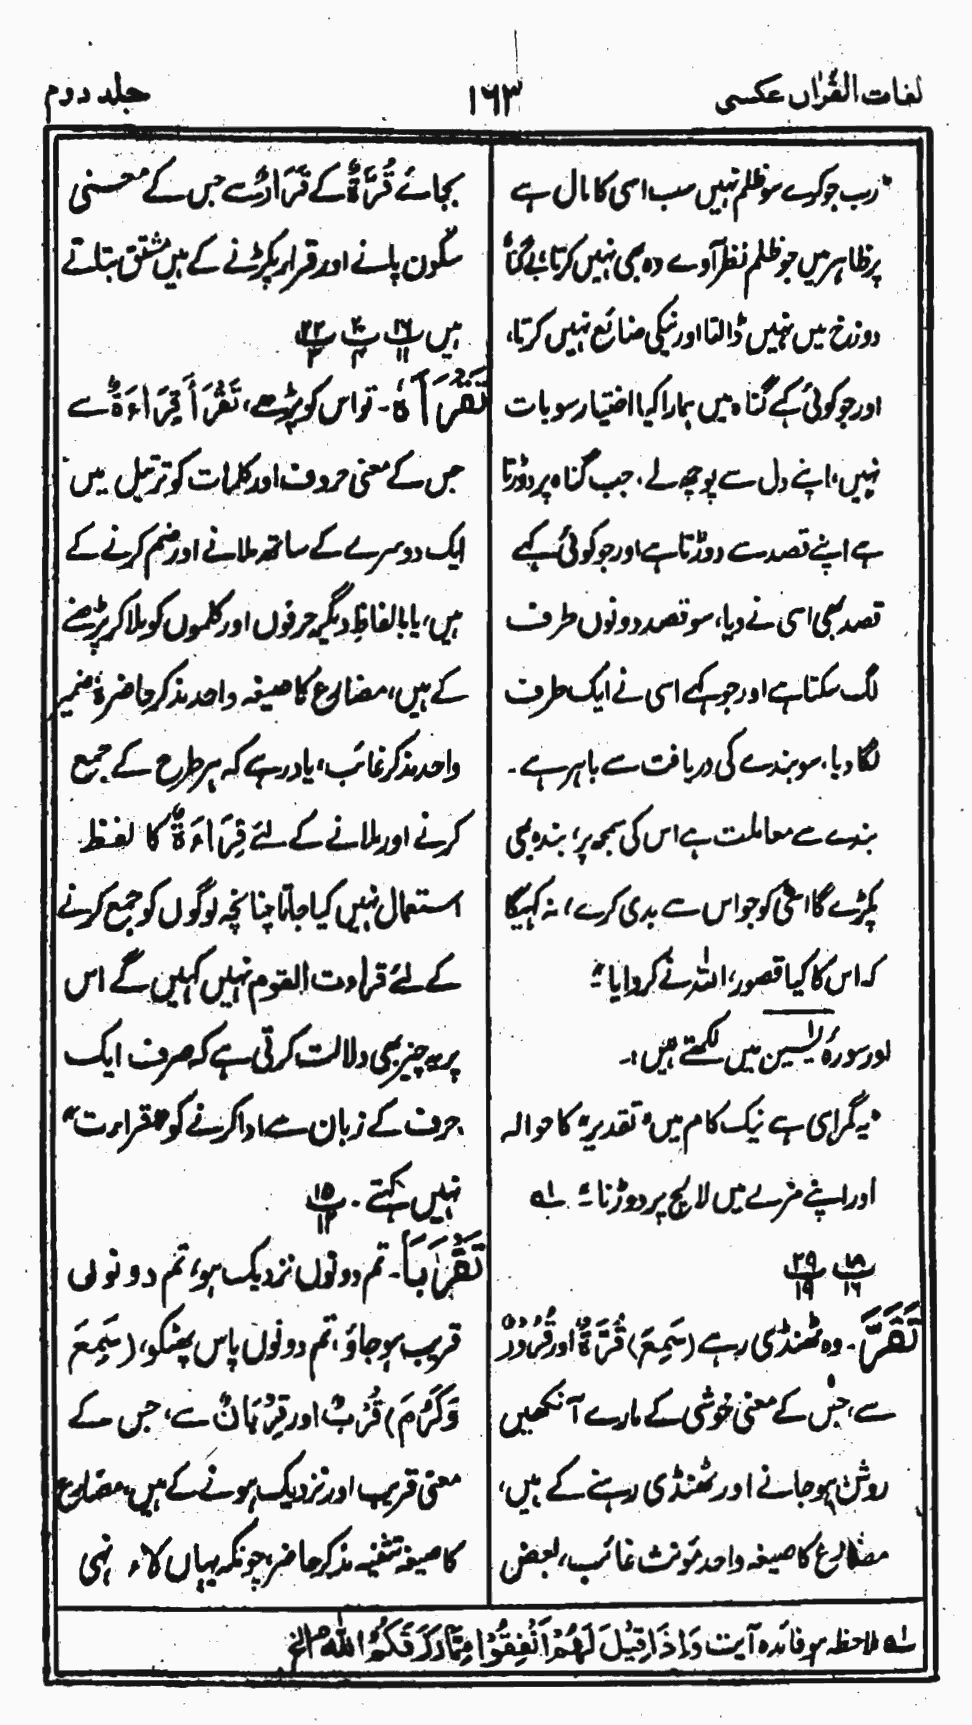 لغات القرآن عکسی
۱۶۳
جلد دوم
"رب جو کرے سو ظلم نہیں سب اسی کا مال ہے
پر ظاہر میں جو ظلم نظر آوے وہ بھی نہیں کرتا، بے گناہ
دوزخ میں نہیں ڈالتا اور نیکی ضائع نہیں کرتا،
اور جو کوئی کہے گناہ میں ہمارا کیا اختیار سو بات
نہیں، اپنے دل سے پوچھ لے، جب گناہ پر دوڑتا
ہے اپنے قصد سے دوڑتا ہے اور جو کوئی کہے
قصد بھی اسی نے دیا، سو قصد دونوں طرف
لگ سکتا ہے اور جو کہے اسی نے ایک طرف
لگا دیا، سو بندے کی دریافت سے باہر ہے۔
بندے سے معاملت ہے اس کی سمجھ پر، بندہ بھی
پکڑے گا اسی کو جو اس سے بدی کرے، نہ کہیگا
کہ اس کا کیا قصور، اللہ نے کروایا"
اور سورہ یٰسین میں لکھتے ہیں:۔
"یہ گمراہی ہے نیک کام میں "تقدیر" کا حوالہ
اور اپنے مزے میں لالچ پر دوڑنا"۔ لہ
۱۸/۱۶ ۲۹/۱۹
تَقَرَّ۔ وہ ٹھنڈی رہے (سَمِعَ) قُرَّةٌ اور قُرُورٌ
سے، جس کے معنی خوشی کے مارے آنکھیں
روشن ہو جانے اور ٹھنڈی رہنے کے ہیں،
مضارع کا صیغہ واحد مؤنث غائب، بعض
بجائے قُرَّةٌ کے قَرَارٌ سے جس کے معنی
سکون پانے اور قرار پکڑنے کے ہیں مشتق بتاتے
ہیں ۱۶/۱۱ ۲۰/۴ ۲۲/۳
تَقْرَأَهٗ۔ تو اس کو پڑھے، تَقْرَأَ قِرَاءَةٌ سے
جس کے معنی حروف اور کلمات کو ترتیل میں
ایک دوسرے کے ساتھ ملانے اور ضم کرنے کے
ہیں، یا بالفاظِ دیگر حرفوں اور کلموں کو ملا کر پڑھنے
کے ہیں، مضارع کا صیغہ واحد مذکر حاضر ہٗ ضمیر
واحد مذکر غائب، یاد رہے کہ ہر طرح کے جمع
کرنے اور ملانے کے لئے قِرَاءَةٌ کا لفظ
استعمال نہیں کیا جاتا چنانچہ لوگوں کو جمع کرنے
کے لئے قراءت القوم نہیں کہیں گے اس
پر یہ چیز بھی دلالت کرتی ہے کہ صرف ایک
حرف کے زبان سے ادا کرنے کو "قراءت"
نہیں کہتے۔ ۱۵/۱۲
تَقْرَبَا۔ تم دونوں نزدیک ہو، تم دونوں
قریب ہو جاؤ، تم دونوں پاس پھٹکو، (سَمِعَ
وَکَرُمَ) قُرْبٌ اور قِرْبَانٌ سے، جس کے
معنی قریب اور نزدیک ہونے کے ہیں، مضارع
کا صیغہ تثنیہ مذکر حاضر، چونکہ یہاں لاء نہی
لہ ملاحظہ ہو فائدہ آیت وَاِذَا قِيْلَ لَهُمْ اَنْفِقُوْا مِمَّا رَزَقَكُمُ اللّٰهُ الخ